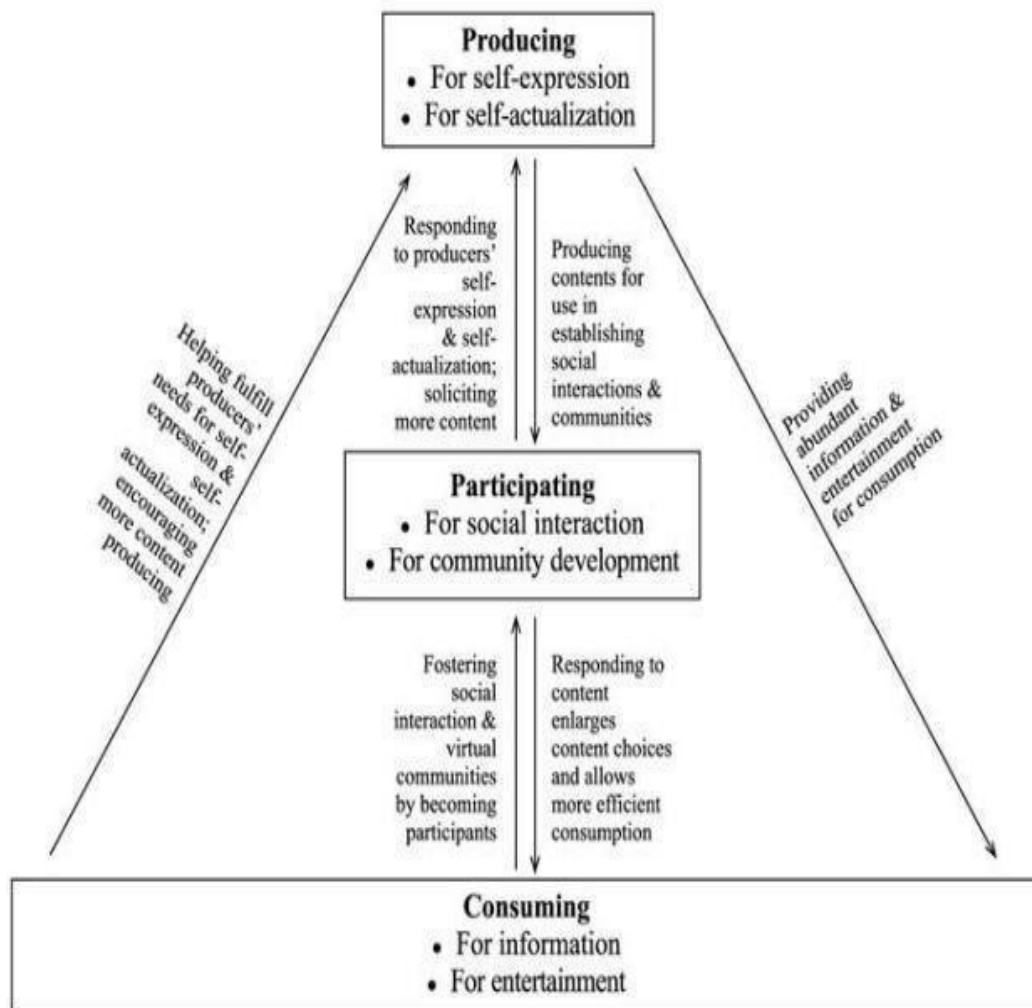 Producing
• For self-expression
• For self-actualization
Responding
to producers’
self-
expression
& self-
actualization;
soliciting
more content
Producing
contents for
use in
establishing
social
interactions &
communities
Helping fulfill
producers’
needs for self-
expression &
self-
actualization;
encouraging
more content
producing
Providing
abundant
information &
entertainment
for consumption
Participating
• For social interaction
• For community development
Fostering
social
interaction &
virtual
communities
by becoming
participants
Responding to
content
enlarges
content choices
and allows
more efficient
consumption
Consuming
• For information
• For entertainment